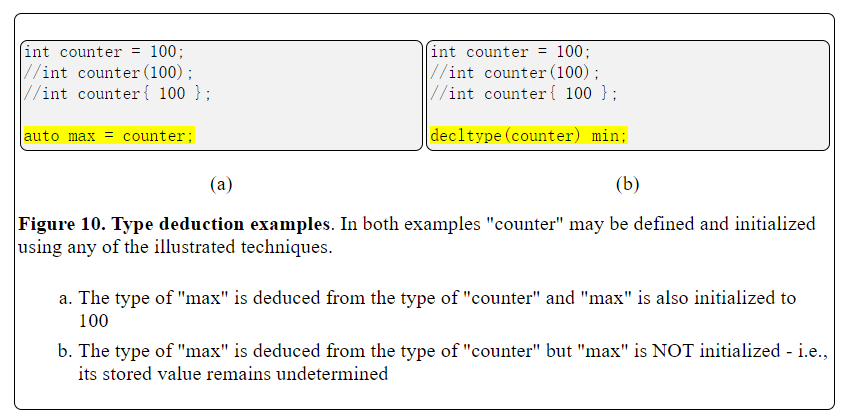 int counter = 100;
//int counter(100);
//int counter{ 100 };
auto max = counter;
int counter = 100;
//int counter(100);
//int counter{ 100 };
decltype(counter) min;
(a)
(b)
Figure 10. Type deduction examples. In both examples "counter" may be defined and initialized
using any of the illustrated techniques.
a. The type of "max" is deduced from the type of "counter" and "max" is also initialized to
100
b. The type of "max" is deduced from the type of "counter" but "max" is NOT initialized - i.e.,
its stored value remains undetermined